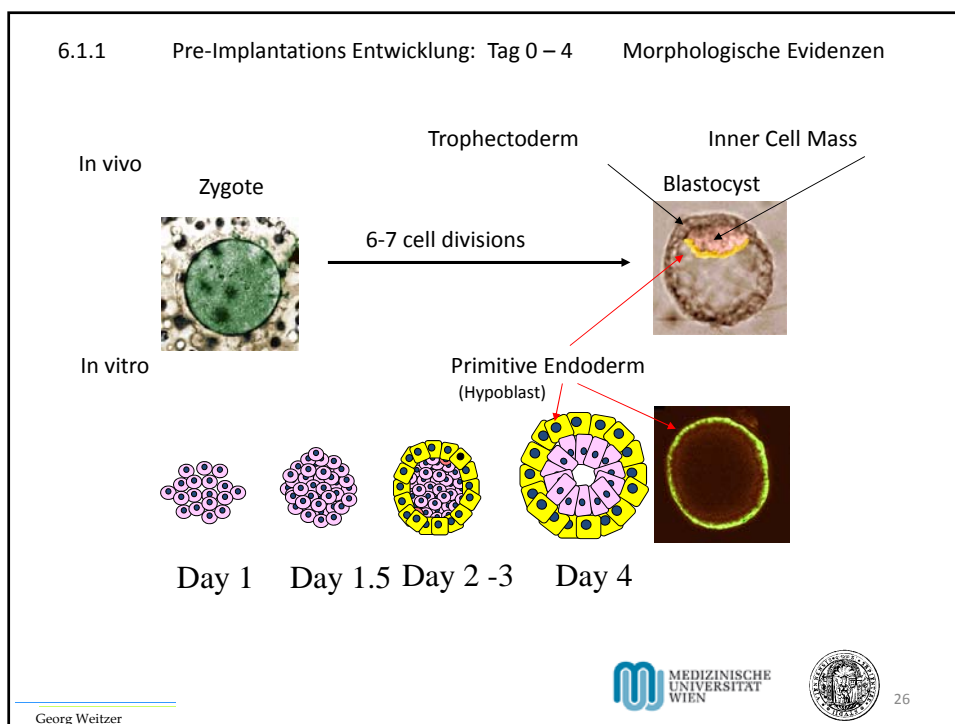 6.1.1 Pre-Implantations Entwicklung: Tag 0 – 4 Morphologische Evidenzen
Trophectoderm Inner Cell Mass
In vivo
Zygote Blastocyst
6-7 cell divisions
In vitro
Primitive Endoderm
(Hypoblast)
Day 1 Day 1.5 Day 2 -3 Day 4
MEDIZINISCHE
UNIVERSITÄT
WIEN
26
Georg Weitzer